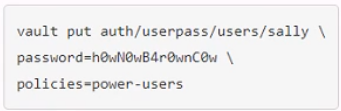 vault put auth/userpass/users/sally \
password=h0wN0wB4r0wnC0w \
policies=power-users